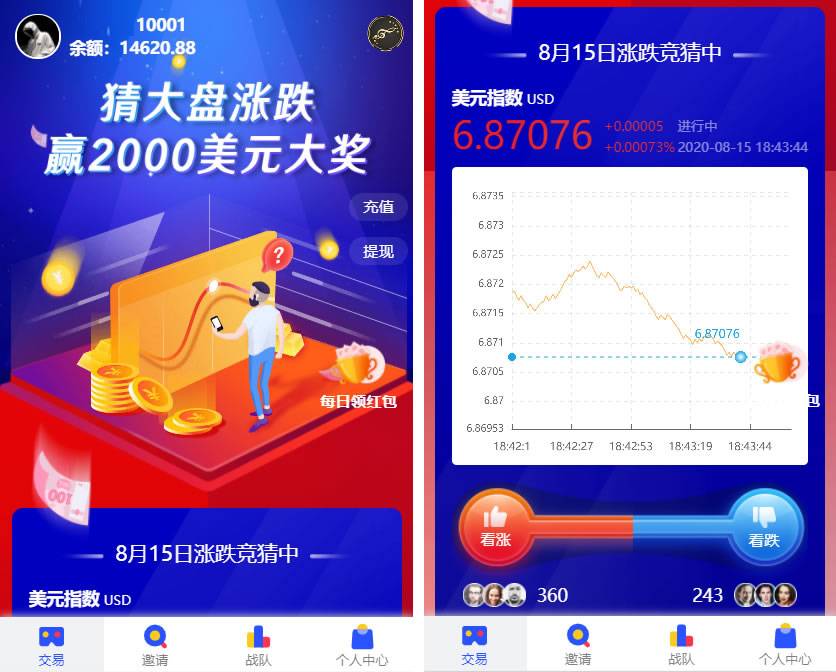 10001
余额：14620.88
猜大盘涨跌
赢2000美元大奖
充值
提现
?
每日领红包
100
8月15日涨跌竞猜中
美元指数 USD
交易
邀请
战队
个人中心
8月15日涨跌竞猜中
美元指数 USD
6.87076
+0.00005 进行中
+0.00073% 2020-08-15 18:43:44
6.8735
6.873
6.8725
6.872
6.8715
6.871
6.8705
6.87
6.86953
6.87076
包
18:42:1 18:42:27 18:42:53 18:43:19 18:43:44
看涨
看跌
360
243
交易
邀请
战队
个人中心